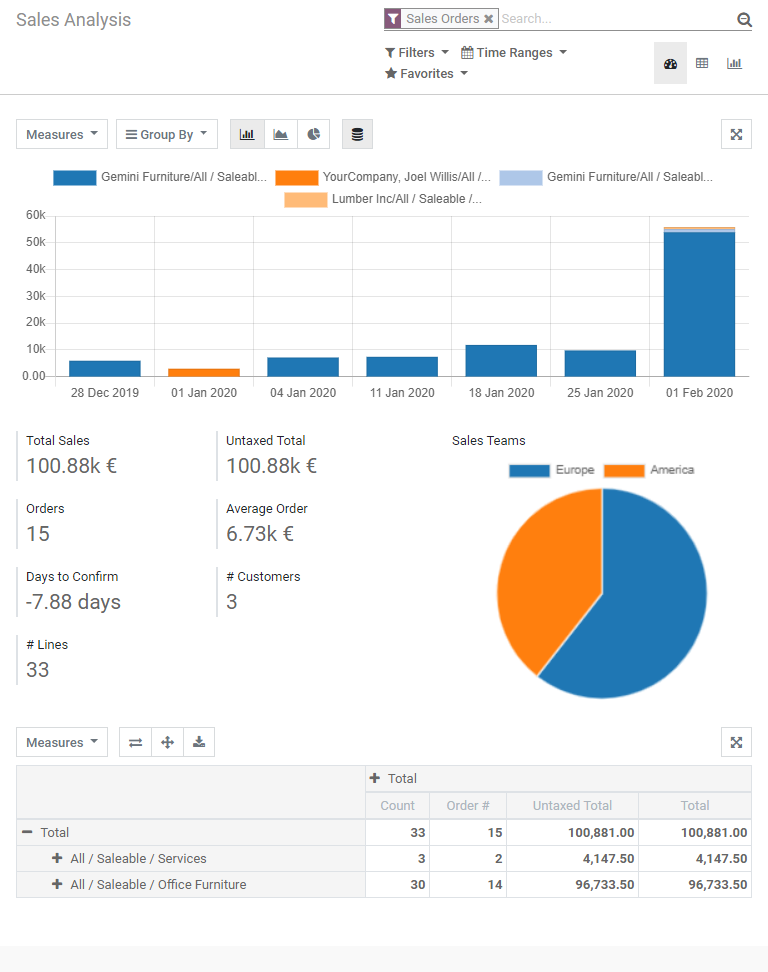 Sales Analysis
Sales Orders Search...
Filters Time Ranges
Favorites
Measures Group By
Gemini Furniture/All / Saleabl... YourCompany, Joel Willis/All /... Gemini Furniture/All / Saleabl...
Lumber Inc/All / Saleable /...
60k
50k
40k
30k
20k
10k
0.00
28 Dec 2019 01 Jan 2020 04 Jan 2020 11 Jan 2020 18 Jan 2020 25 Jan 2020 01 Feb 2020
Total Sales Untaxed Total Sales Teams
100.88k € 100.88k €
Europe America
Orders Average Order
15 6.73k €
Days to Confirm # Customers
-7.88 days 3
# Lines
33
Measures
Total
Count Order # Untaxed Total Total
Total 33 15 100,881.00 100,881.00
All / Saleable / Services 3 2 4,147.50 4,147.50
All / Saleable / Office Furniture 30 14 96,733.50 96,733.50